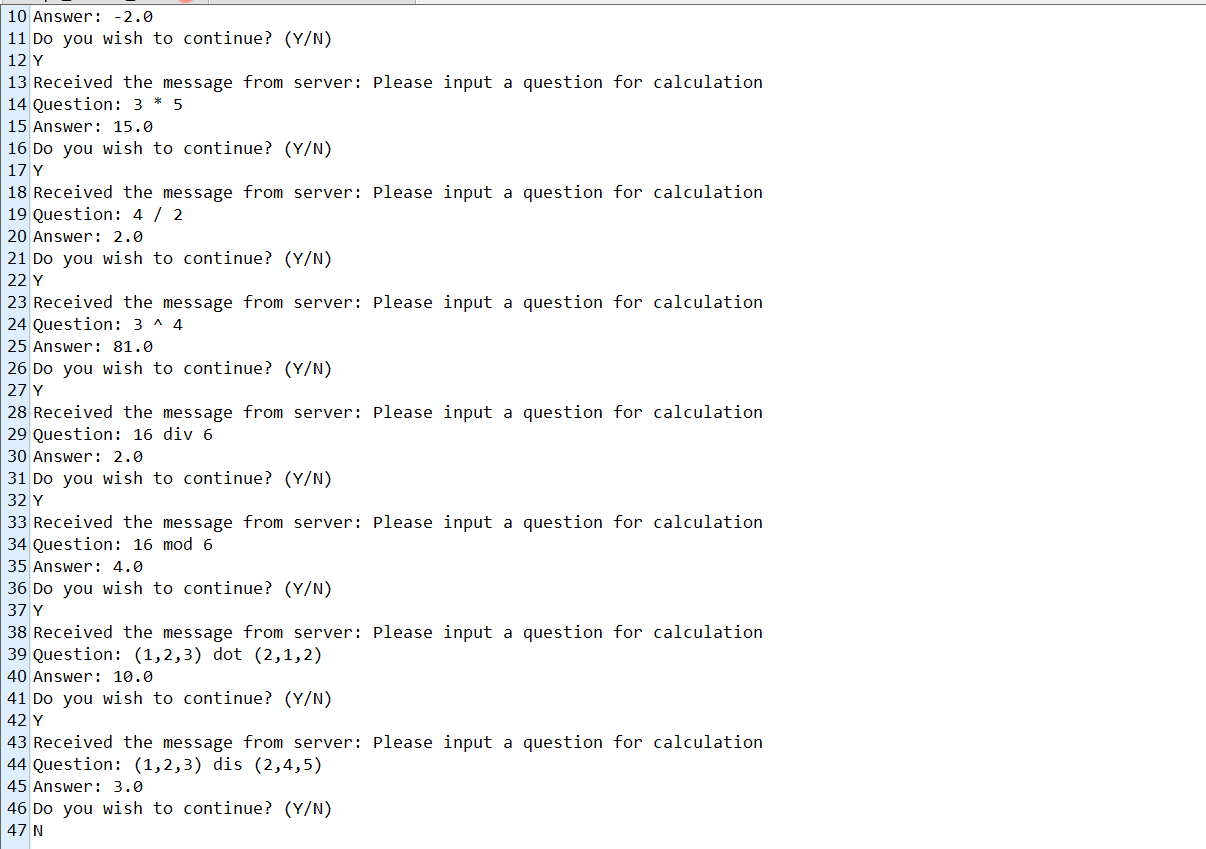 10 Answer: -2.0
11 Do you wish to continue? (Y/N)
12 Y
13 Received the message from server: Please input a question for calculation
14 Question: 3 * 5
15 Answer: 15.0
16 Do you wish to continue? (Y/N)
17 Y
18 Received the message from server: Please input a question for calculation
19 Question: 4 / 2
20 Answer: 2.0
21 Do you wish to continue? (Y/N)
22 Y
23 Received the message from server: Please input a question for calculation
24 Question: 3 ^ 4
25 Answer: 81.0
26 Do you wish to continue? (Y/N)
27 Y
28 Received the message from server: Please input a question for calculation
29 Question: 16 div 6
30 Answer: 2.0
31 Do you wish to continue? (Y/N)
32 Y
33 Received the message from server: Please input a question for calculation
34 Question: 16 mod 6
35 Answer: 4.0
36 Do you wish to continue? (Y/N)
37 Y
38 Received the message from server: Please input a question for calculation
39 Question: (1,2,3) dot (2,1,2)
40 Answer: 10.0
41 Do you wish to continue? (Y/N)
42 Y
43 Received the message from server: Please input a question for calculation
44 Question: (1,2,3) dis (2,4,5)
45 Answer: 3.0
46 Do you wish to continue? (Y/N)
47 N